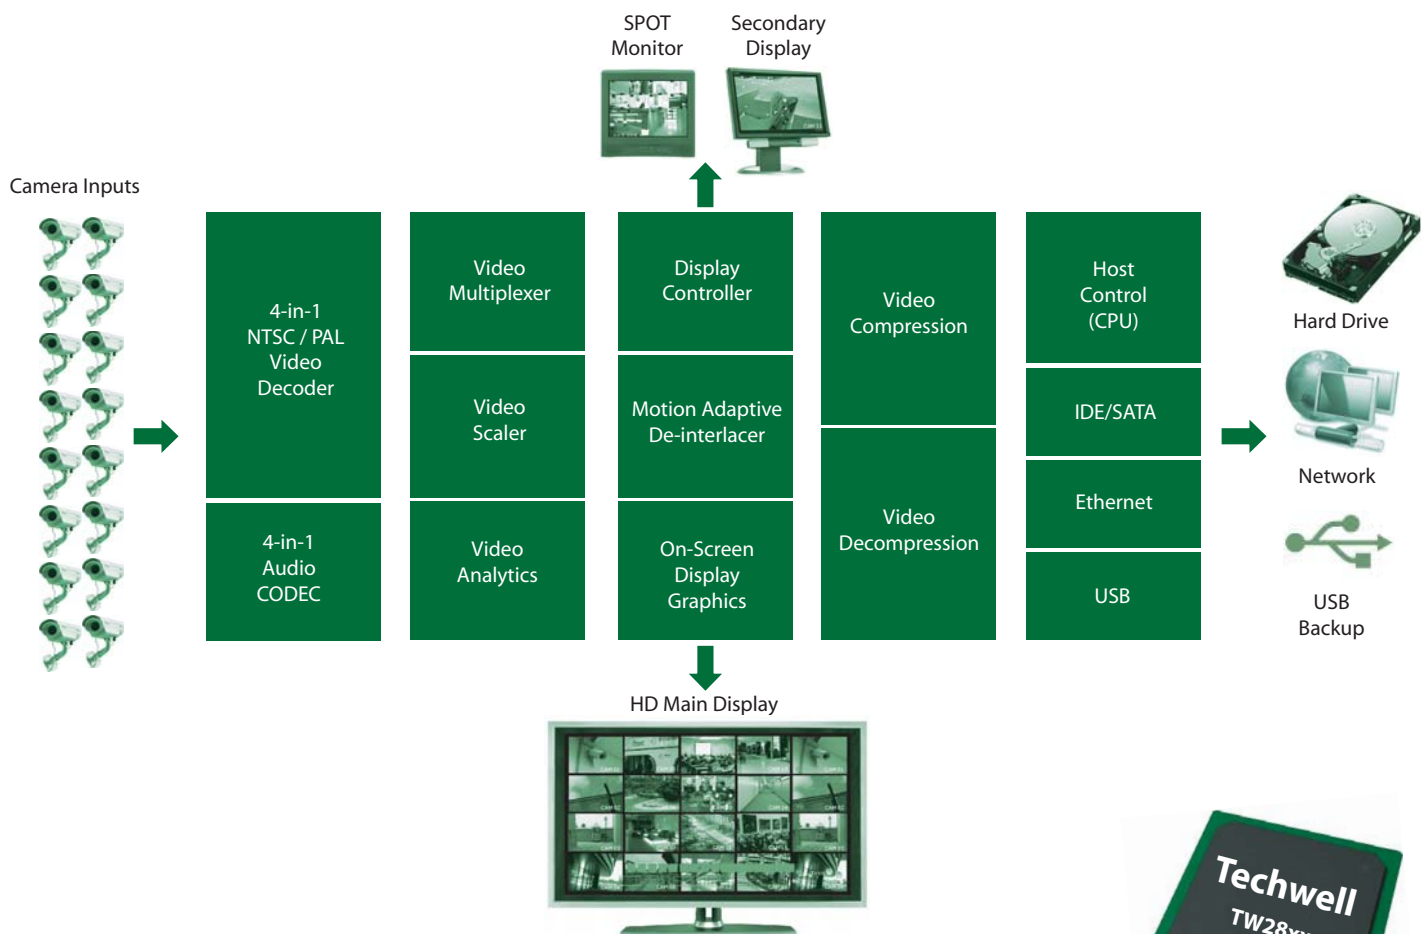 SPOT
Monitor
Secondary
Display
Camera Inputs
4-in-1
NTSC / PAL
Video
Decoder
4-in-1
Audio
CODEC
Video
Multiplexer
Video
Scaler
Video
Analytics
Display
Controller
Motion Adaptive
De-interlacer
On-Screen
Display
Graphics
Video
Compression
Video
Decompression
Host
Control
(CPU)
IDE/SATA
Ethernet
USB
Hard Drive
Network
USB
Backup
HD Main Display
Techwell